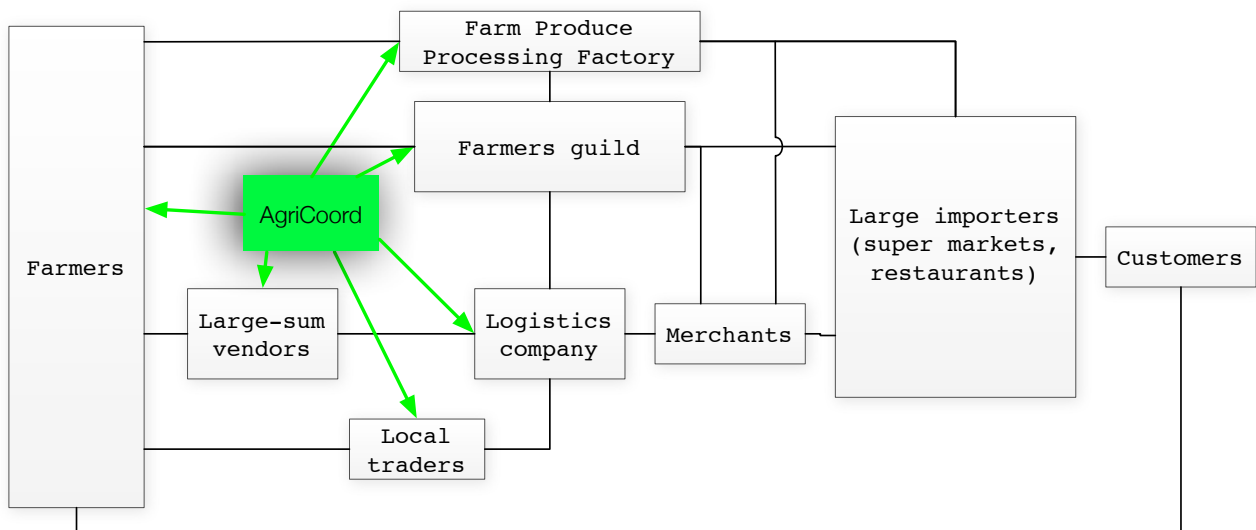 Farm Produce
Processing Factory
Farmers guild
AgriCoord
Large importers
(super markets,
restaurants)
Customers
Farmers
Large-sum
vendors
Logistics
company
Merchants
Local
traders